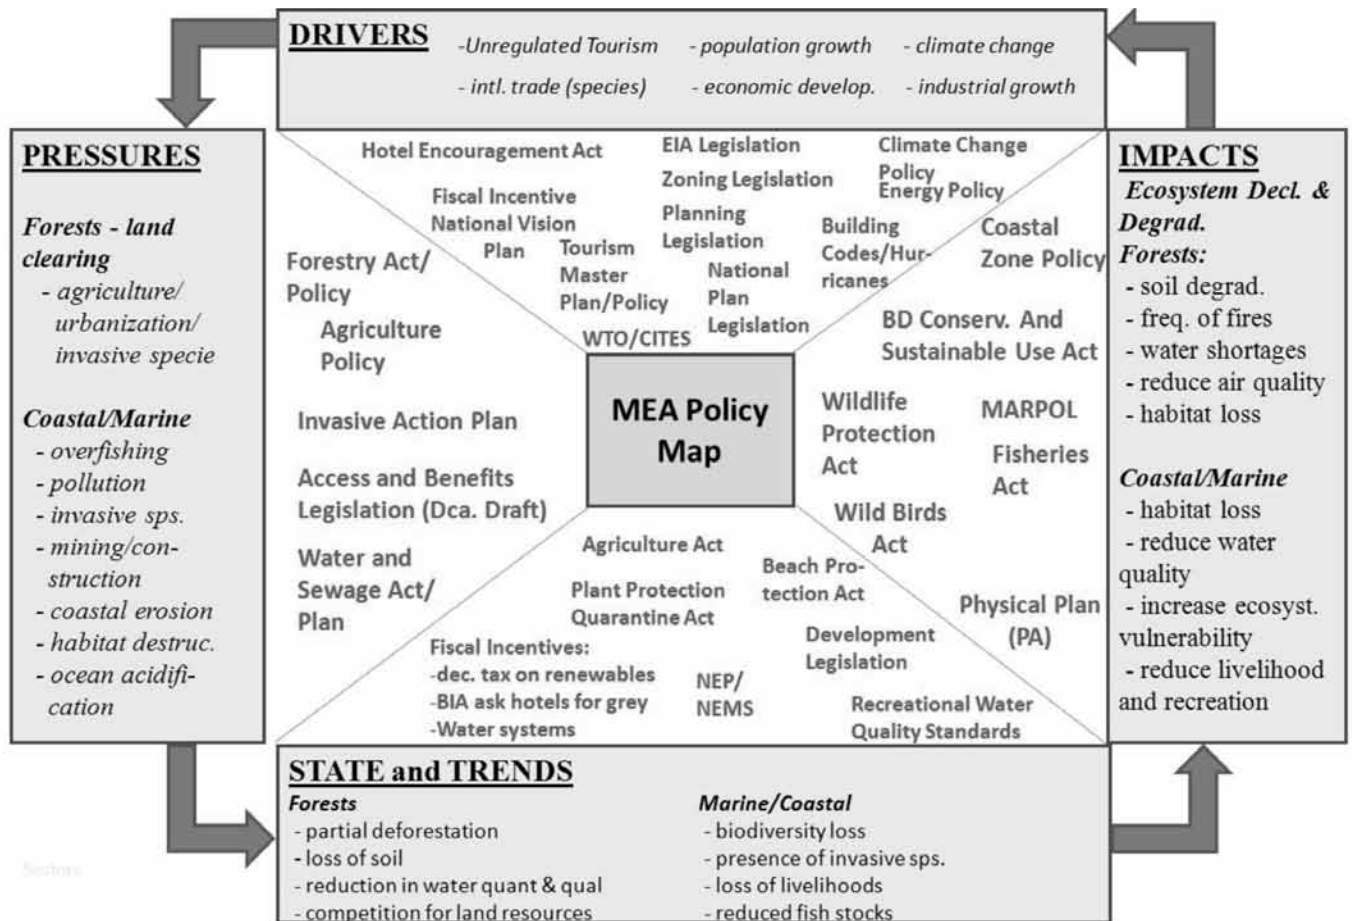 DRIVERS
-Unregulated Tourism - population growth - climate change
- intl. trade (species) - economic develop. - industrial growth
PRESSURES
Forests - land
clearing
- agriculture/
urbanization/
invasive specie
Coastal/Marine
- overfishing
- pollution
- invasive sps.
- mining/con-
struction
- coastal erosion
- habitat destruc.
- ocean acidifi-
cation
Hotel Encouragement Act
EIA Legislation
Zoning Legislation
Climate Change
Policy
Energy Policy
Fiscal Incentive
National Vision
Plan
Tourism
Master
Plan/Policy
Planning
Legislation
National
Plan
Legislation
Building
Codes/Hur-
ricanes
WTO/CITES
Forestry Act/
Policy
Agriculture
Policy
Invasive Action Plan
Access and Benefits
Legislation (Dca. Draft)
Water and
Sewage Act/
Plan
MEA Policy
Map
Coastal
Zone Policy
BD Conserv. And
Sustainable Use Act
Wildlife
Protection
Act
MARPOL
Fisheries
Act
Wild Birds
Act
Physical Plan
(PA)
Agriculture Act
Plant Protection
Quarantine Act
Beach Pro-
tection Act
Development
Legislation
Fiscal Incentives:
-dec. tax on renewables
-BIA ask hotels for grey
-Water systems
NEP/
NEMS
Recreational Water
Quality Standards
IMPACTS
Ecosystem Decl. &
Degrad.
Forests:
- soil degrad.
- freq. of fires
- water shortages
- reduce air quality
- habitat loss
Coastal/Marine
- habitat loss
- reduce water
quality
- increase ecosyst.
vulnerability
- reduce livelihood
and recreation
STATE and TRENDS
Forests
- partial deforestation
- loss of soil
- reduction in water quant & qual
- competition for land resources
Marine/Coastal
- biodiversity loss
- presence of invasive sps.
- loss of livelihoods
- reduced fish stocks
Sectors